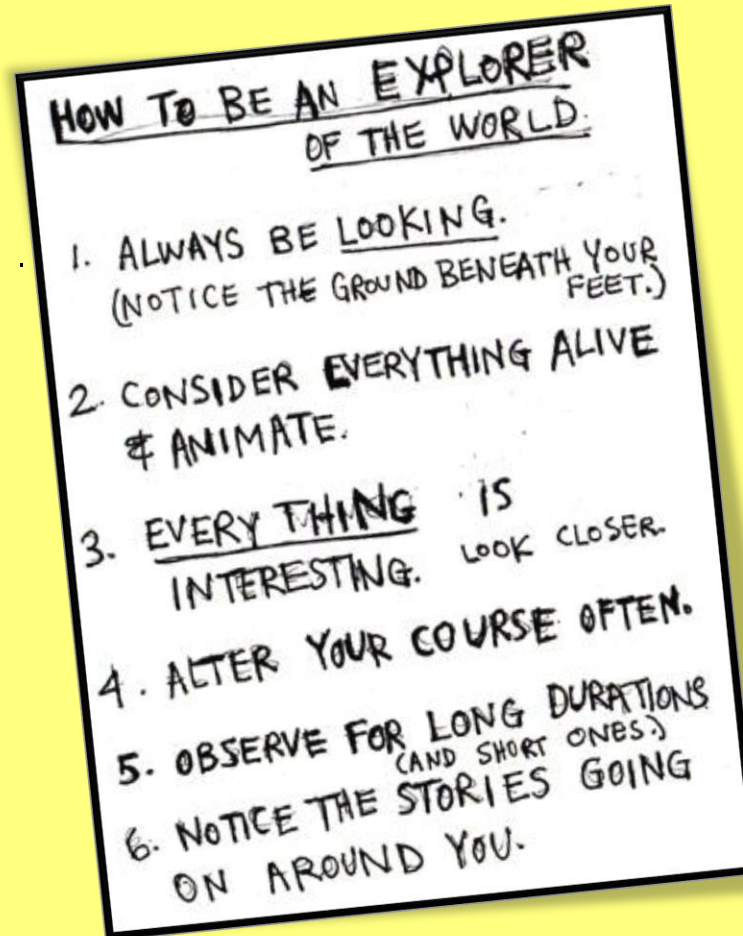 HOW TO BE AN EXPLORER
OF THE WORLD.
1. ALWAYS BE LOOKING.
(NOTICE THE GROUND BENEATH YOUR
FEET.)
2. CONSIDER EVERYTHING ALIVE
& ANIMATE.
3. EVERYTHING IS
INTERESTING. LOOK CLOSER.
4. ALTER YOUR COURSE OFTEN.
5. OBSERVE FOR LONG DURATIONS
(AND SHORT ONES.)
6. NOTICE THE STORIES GOING
ON AROUND YOU.